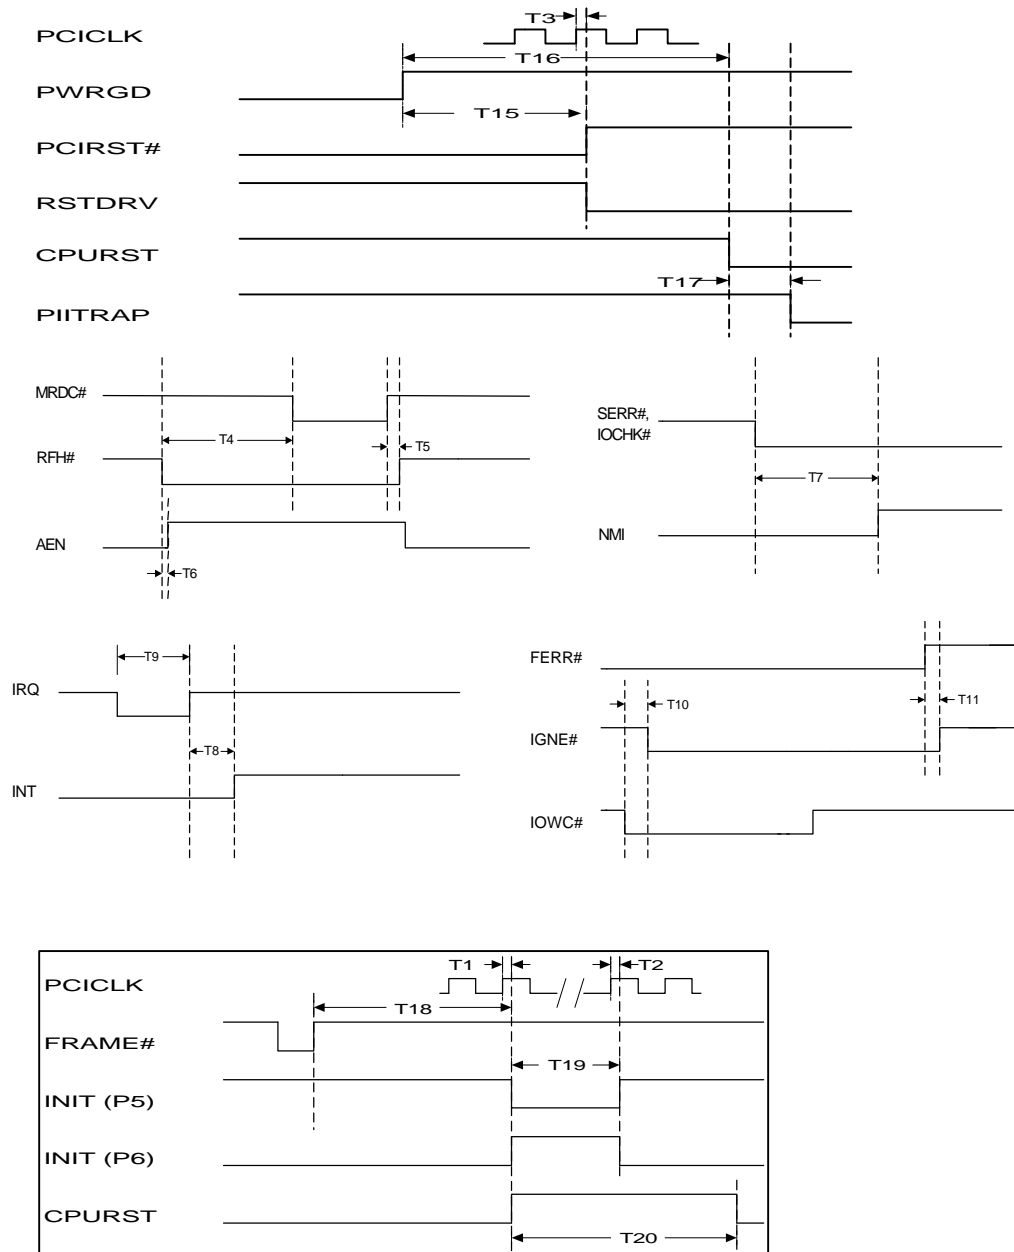 T3
PCICLK
T16
PWRGD
T15
PCIRST#
RSTDRV
CPURST
T17
PIITRAP
MRDC#
T4
T5
RFH#
AEN
T6
SERR#,
IOCHK#
T7
NMI
T9
IRQ
T8
INT
FERR#
T10
T11
IGNE#
IOWC#
T1
T2
PCICLK
T18
FRAME#
T19
INIT (P5)
INIT (P6)
CPURST
T20